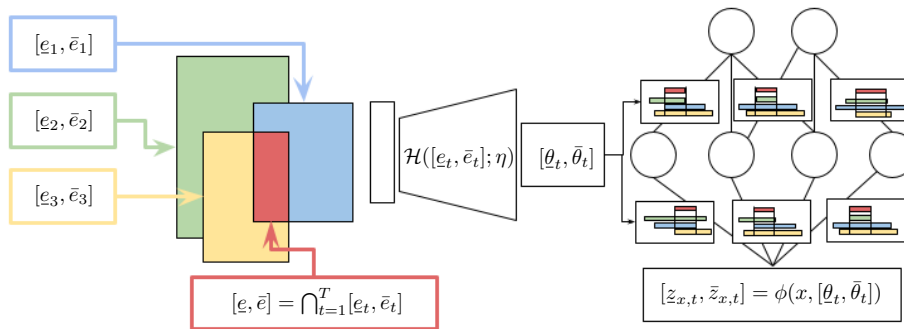 [e̲₁, ē₁]
[e̲₂, ē₂]
[e̲₃, ē₃]
[e̲, ē] = ⋂ₜ₌₁ᵀ[e̲ₜ, ēₜ]
ℋ([e̲ₜ, ēₜ]; η)
[θ̲ₜ, θ̄ₜ]
[z̲ₓ,ₜ, z̄ₓ,ₜ] = ϕ(x, [θ̲ₜ, θ̄ₜ])